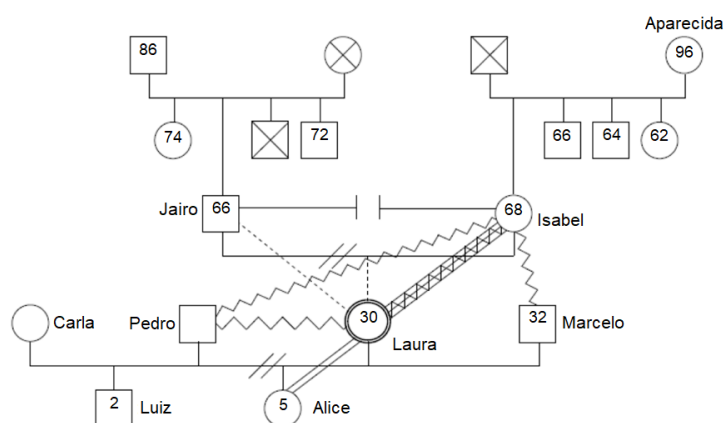 Aparecida
86
96
74
72
66
64
62
Jairo
66
68
Isabel
Carla
Pedro
30
32
Marcelo
Laura
2
Luiz
5
Alice